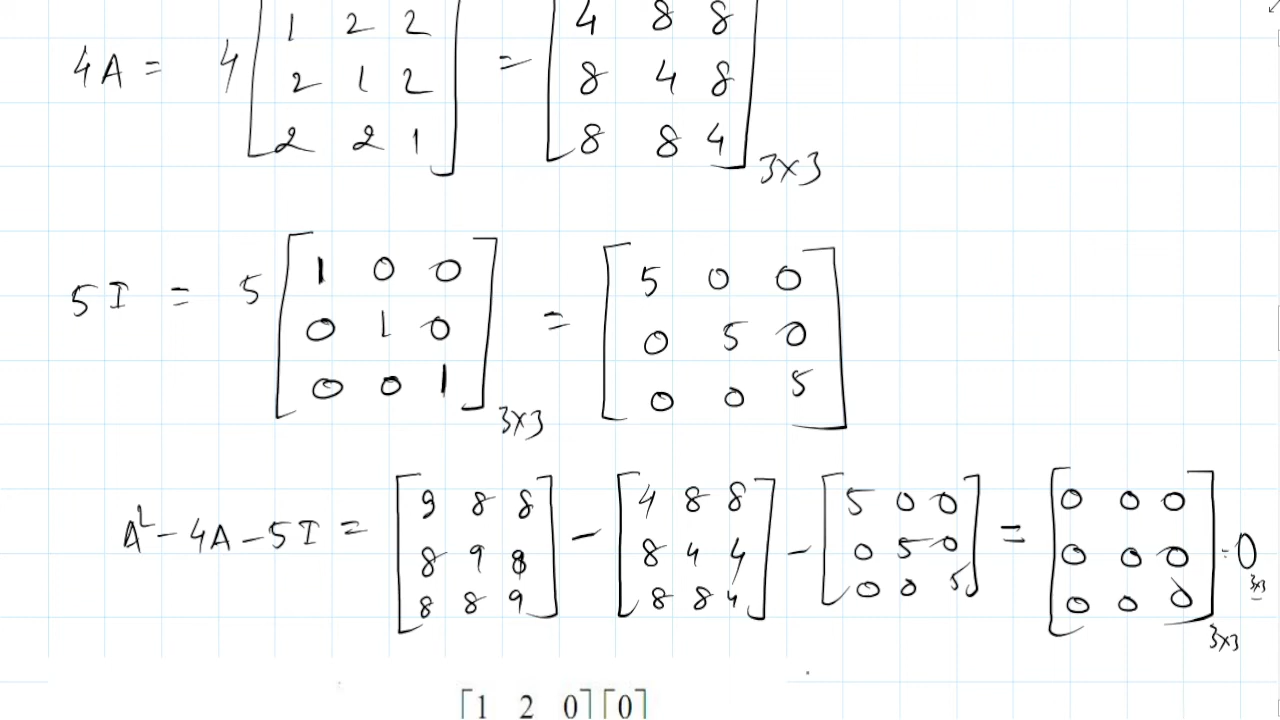 4A = 4 [1 2 2 = [4 8 8
2 1 2 8 4 8
2 2 1] 8 8 4] 3×3
5I = 5 [1 0 0 = [5 0 0
0 1 0 0 5 0
0 0 1] 3×3 0 0 5]
A² - 4A - 5I = [9 8 8 - [4 8 8 - [5 0 0 = [0 0 0
8 9 8 8 4 4 0 5 0 0 0 0 = 0 3×3
8 8 9] 8 8 4] 0 0 5] 0 0 0] 3×3
[1 2 0][0]